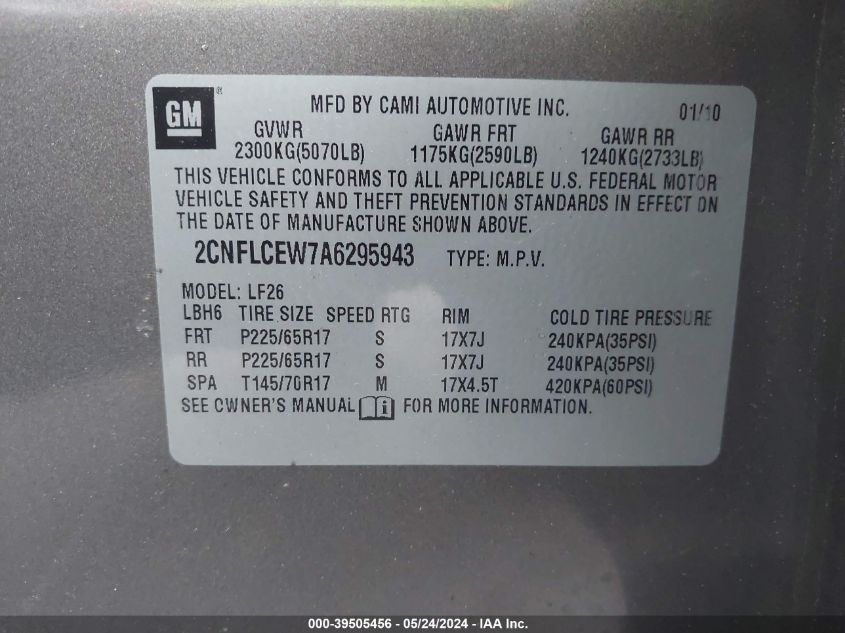 GM ®
MFD BY CAMI AUTOMOTIVE INC. 01/10
GVWR GAWR FRT GAWR RR
2300KG(5070LB) 1175KG(2590LB) 1240KG(2733LB)
THIS VEHICLE CONFORMS TO ALL APPLICABLE U.S. FEDERAL MOTOR
VEHICLE SAFETY AND THEFT PREVENTION STANDARDS IN EFFECT ON
THE DATE OF MANUFACTURE SHOWN ABOVE.
2CNFLCEW7A6295943 TYPE: M.P.V.
MODEL: LF26
LBH6 TIRE SIZE SPEED RTG RIM COLD TIRE PRESSURE
FRT P225/65R17 S 17X7J 240KPA(35PSI)
RR P225/65R17 S 17X7J 240KPA(35PSI)
SPA T145/70R17 M 17X4.5T 420KPA(60PSI)
SEE OWNER'S MANUAL i FOR MORE INFORMATION.
000-39505456 - 05/24/2024 - IAA Inc.